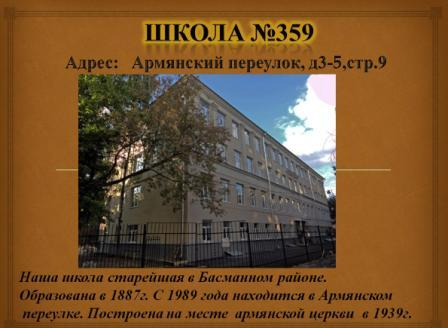 ШКОЛА №359
Адрес: Армянский переулок, д3-5,стр.9
Наша школа старейшая в Басманном районе.
Образована в 1887г. С 1989 года находится в Армянском
переулке. Построена на месте армянской церкви в 1939г.